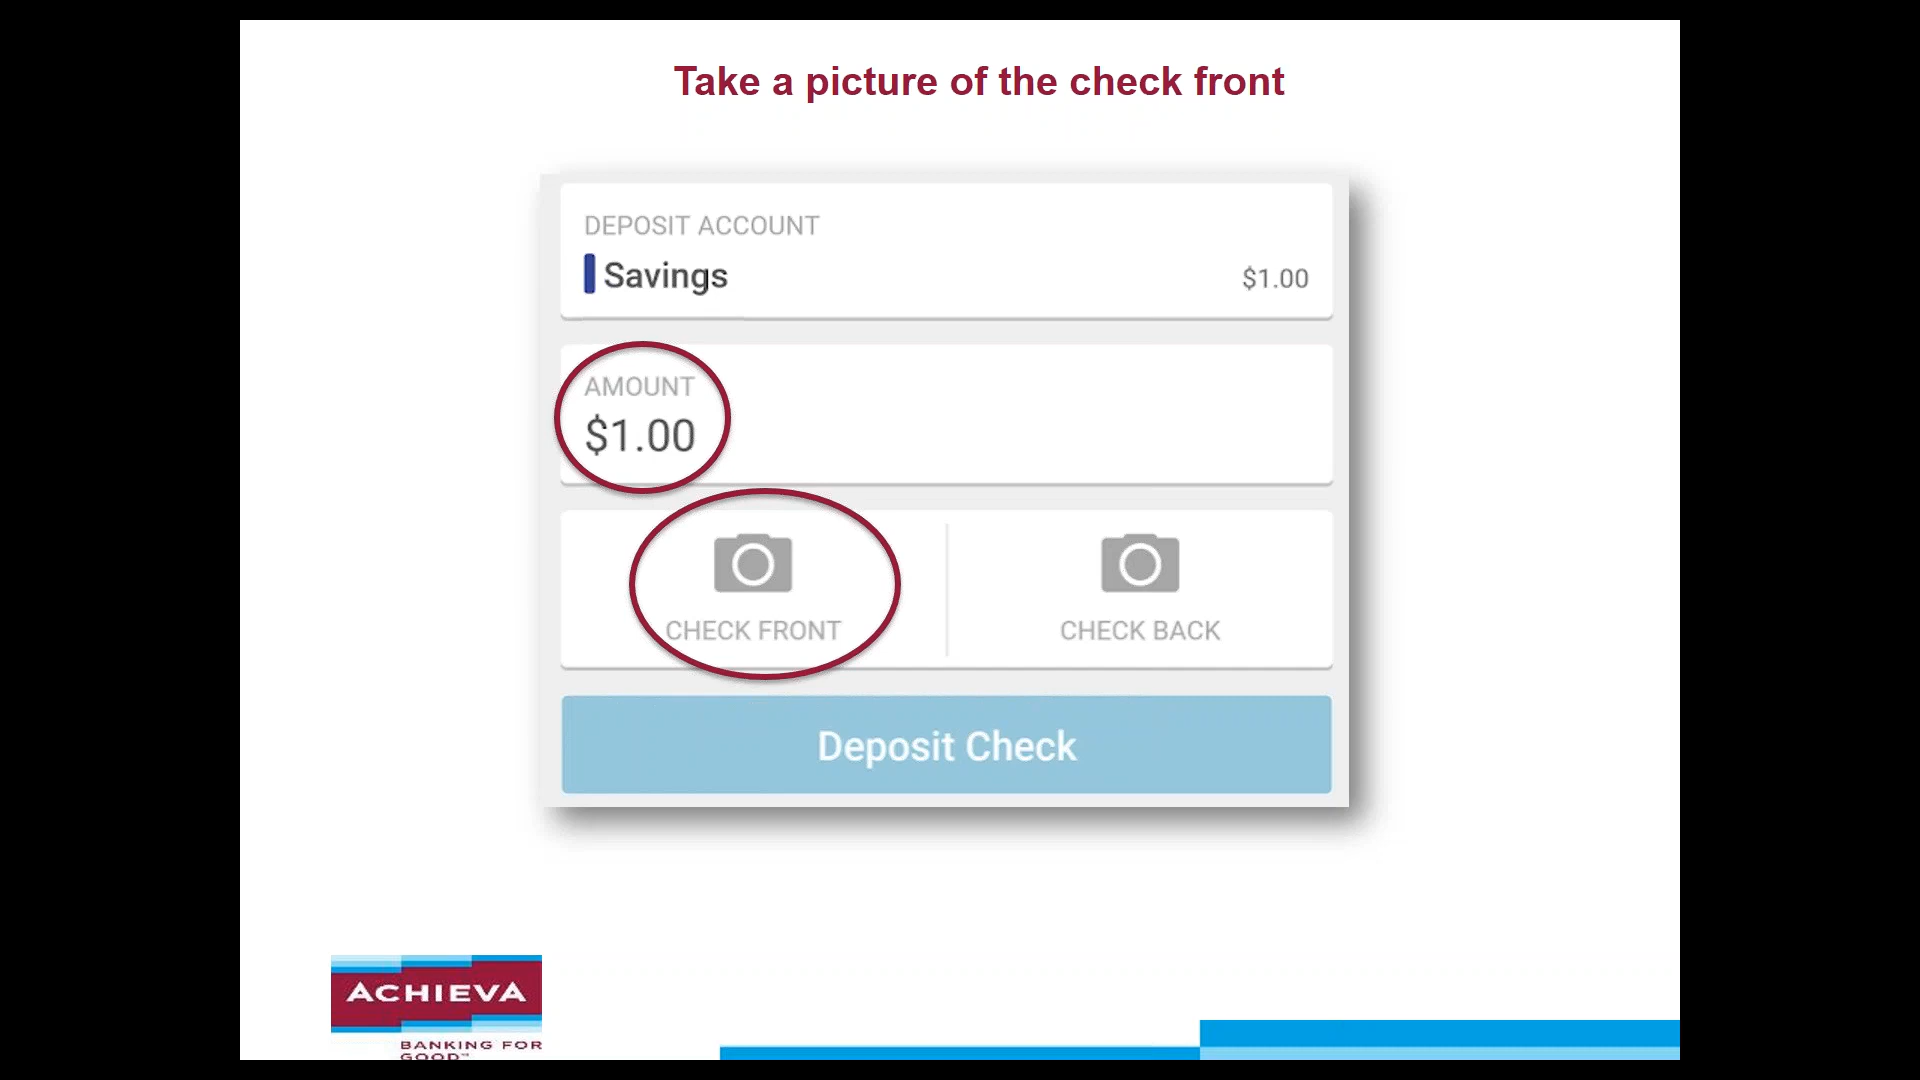 Take a picture of the check front
DEPOSIT ACCOUNT
Savings $1.00
AMOUNT
$1.00
CHECK FRONT CHECK BACK
Deposit Check
ACHIEVA
BANKING FOR
GOOD™